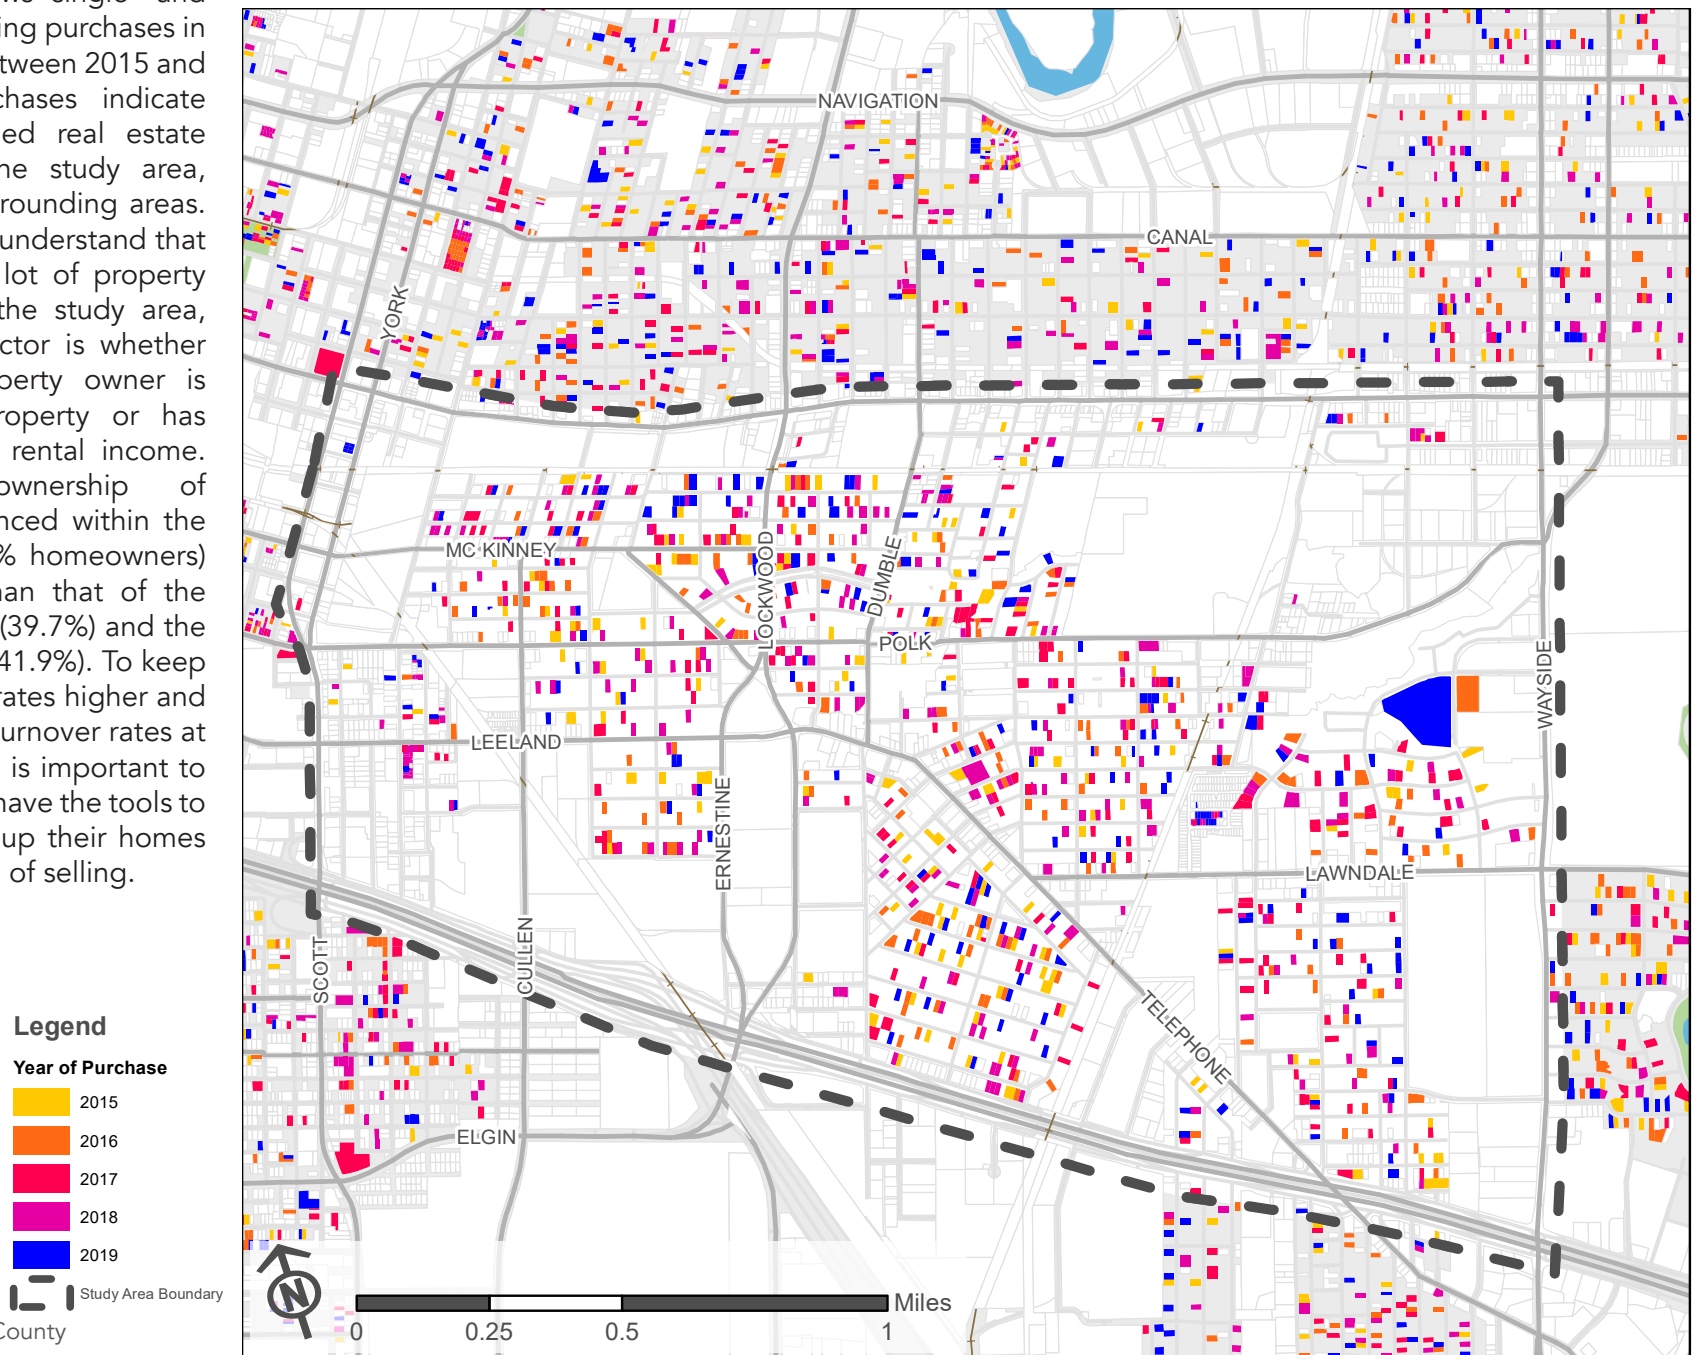 ws single and
ing purchases in
tween 2015 and
chases indicate
ed real estate
he study area,
rounding areas.
understand that
lot of property
the study area,
ctor is whether
perty owner is
roperty or has
rental income.
ownership of
nced within the
% homeowners)
han that of the
(39.7%) and the
41.9%). To keep
rates higher and
urnover rates at
is important to
have the tools to
up their homes
of selling.
Legend
Year of Purchase
2015
2016
2017
2018
2019
Study Area Boundary
County
NAVIGATION
CANAL
YORK
MC KINNEY
LOCKWOOD
DUMBLE
POLK
WAYSIDE
LEELAND
ERNESTINE
LAWNDALE
SCOTT
CULLEN
TELEPHONE
ELGIN
N
Miles
0 0.25 0.5 1